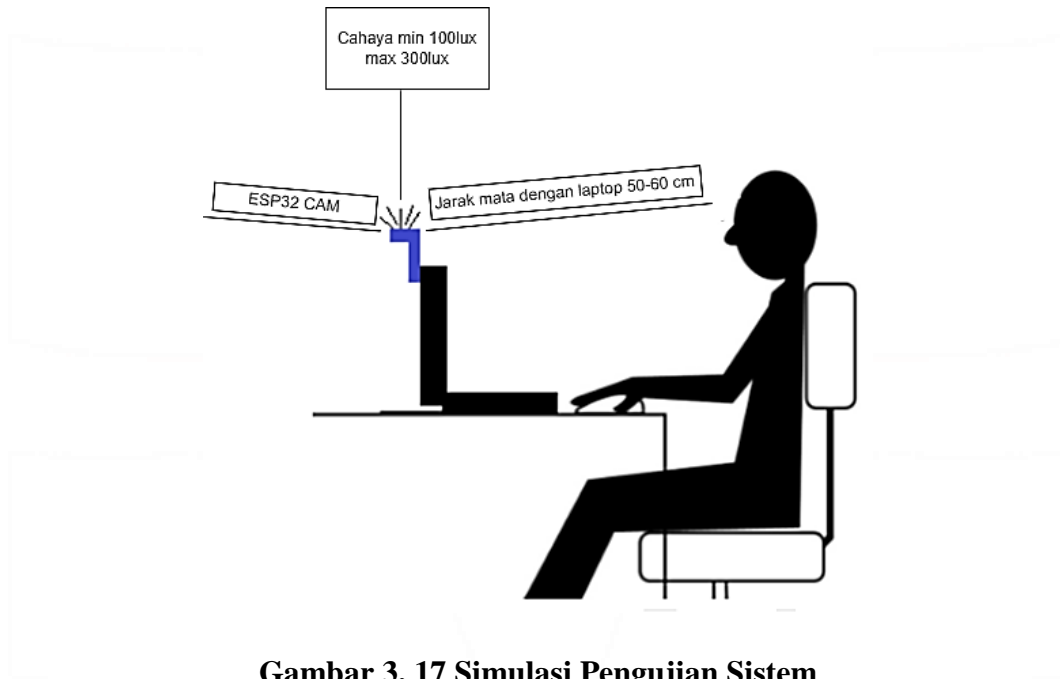 Cahaya min 100lux
max 300lux
ESP32 CAM
Jarak mata dengan laptop 50-60 cm
Gambar 3. 17 Simulasi Pengujian Sistem